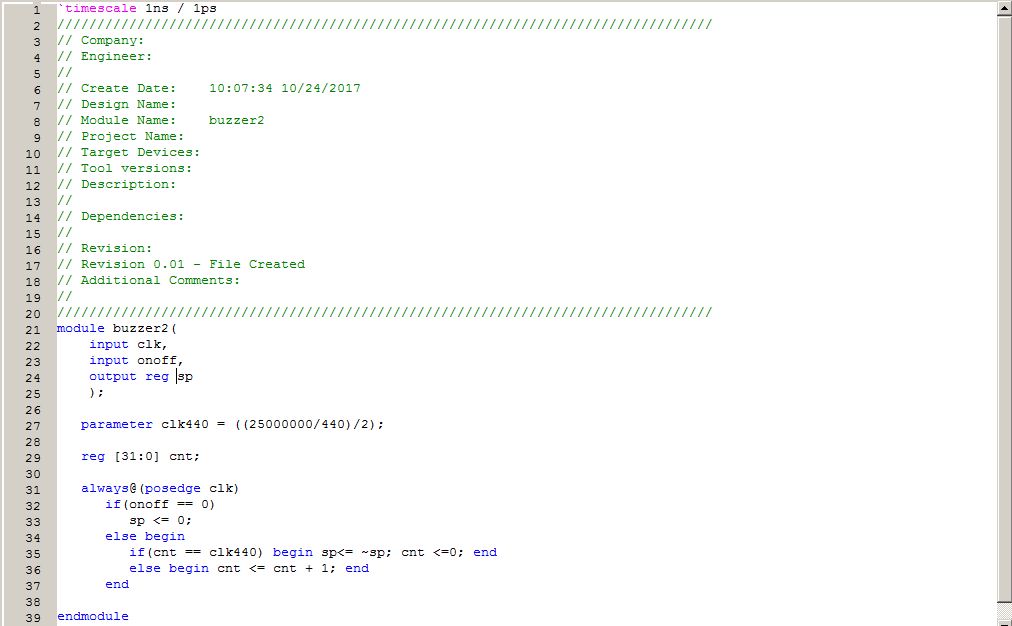 1 `timescale 1ns / 1ps
2 //////////////////////////////////////////////////////////////////////////////////
3 // Company:
4 // Engineer:
5 //
6 // Create Date:    10:07:34 10/24/2017
7 // Design Name:
8 // Module Name:    buzzer2
9 // Project Name:
10 // Target Devices:
11 // Tool versions:
12 // Description:
13 //
14 // Dependencies:
15 //
16 // Revision:
17 // Revision 0.01 - File Created
18 // Additional Comments:
19 //
20 //////////////////////////////////////////////////////////////////////////////////
21 module buzzer2(
22     input clk,
23     input onoff,
24     output reg sp
25     );
26
27    parameter clk440 = ((25000000/440)/2);
28
29    reg [31:0] cnt;
30
31    always@(posedge clk)
32       if(onoff == 0)
33          sp <= 0;
34       else begin
35          if(cnt == clk440) begin sp<= ~sp; cnt <=0; end
36          else begin cnt <= cnt + 1; end
37       end
38
39 endmodule